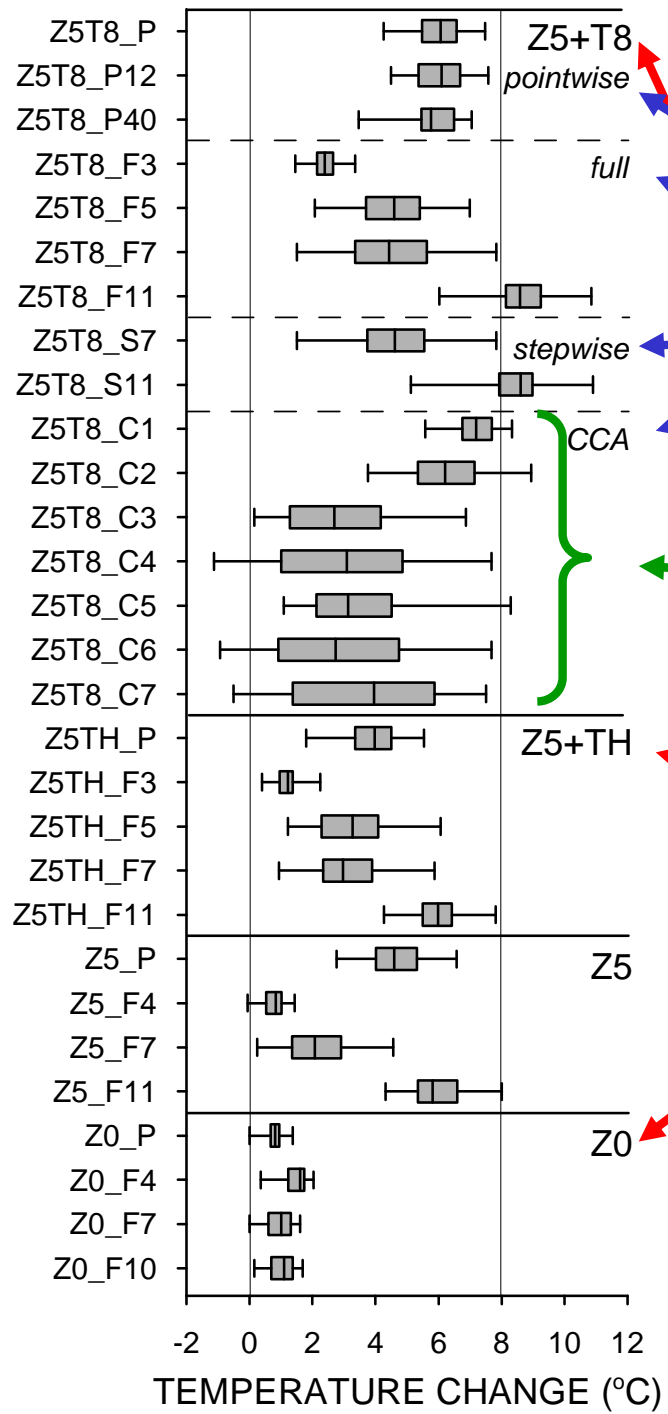 Z5T8_P
Z5+T8
Z5T8_P12
pointwise
Z5T8_P40
Z5T8_F3
full
Z5T8_F5
Z5T8_F7
Z5T8_F11
Z5T8_S7
stepwise
Z5T8_S11
Z5T8_C1
CCA
Z5T8_C2
Z5T8_C3
Z5T8_C4
Z5T8_C5
Z5T8_C6
Z5T8_C7
Z5TH_P
Z5+TH
Z5TH_F3
Z5TH_F5
Z5TH_F7
Z5TH_F11
Z5_P
Z5
Z5_F4
Z5_F7
Z5_F11
Z0_P
Z0
Z0_F4
Z0_F7
Z0_F10
-2 0 2 4 6 8 10 12
TEMPERATURE CHANGE (°C)